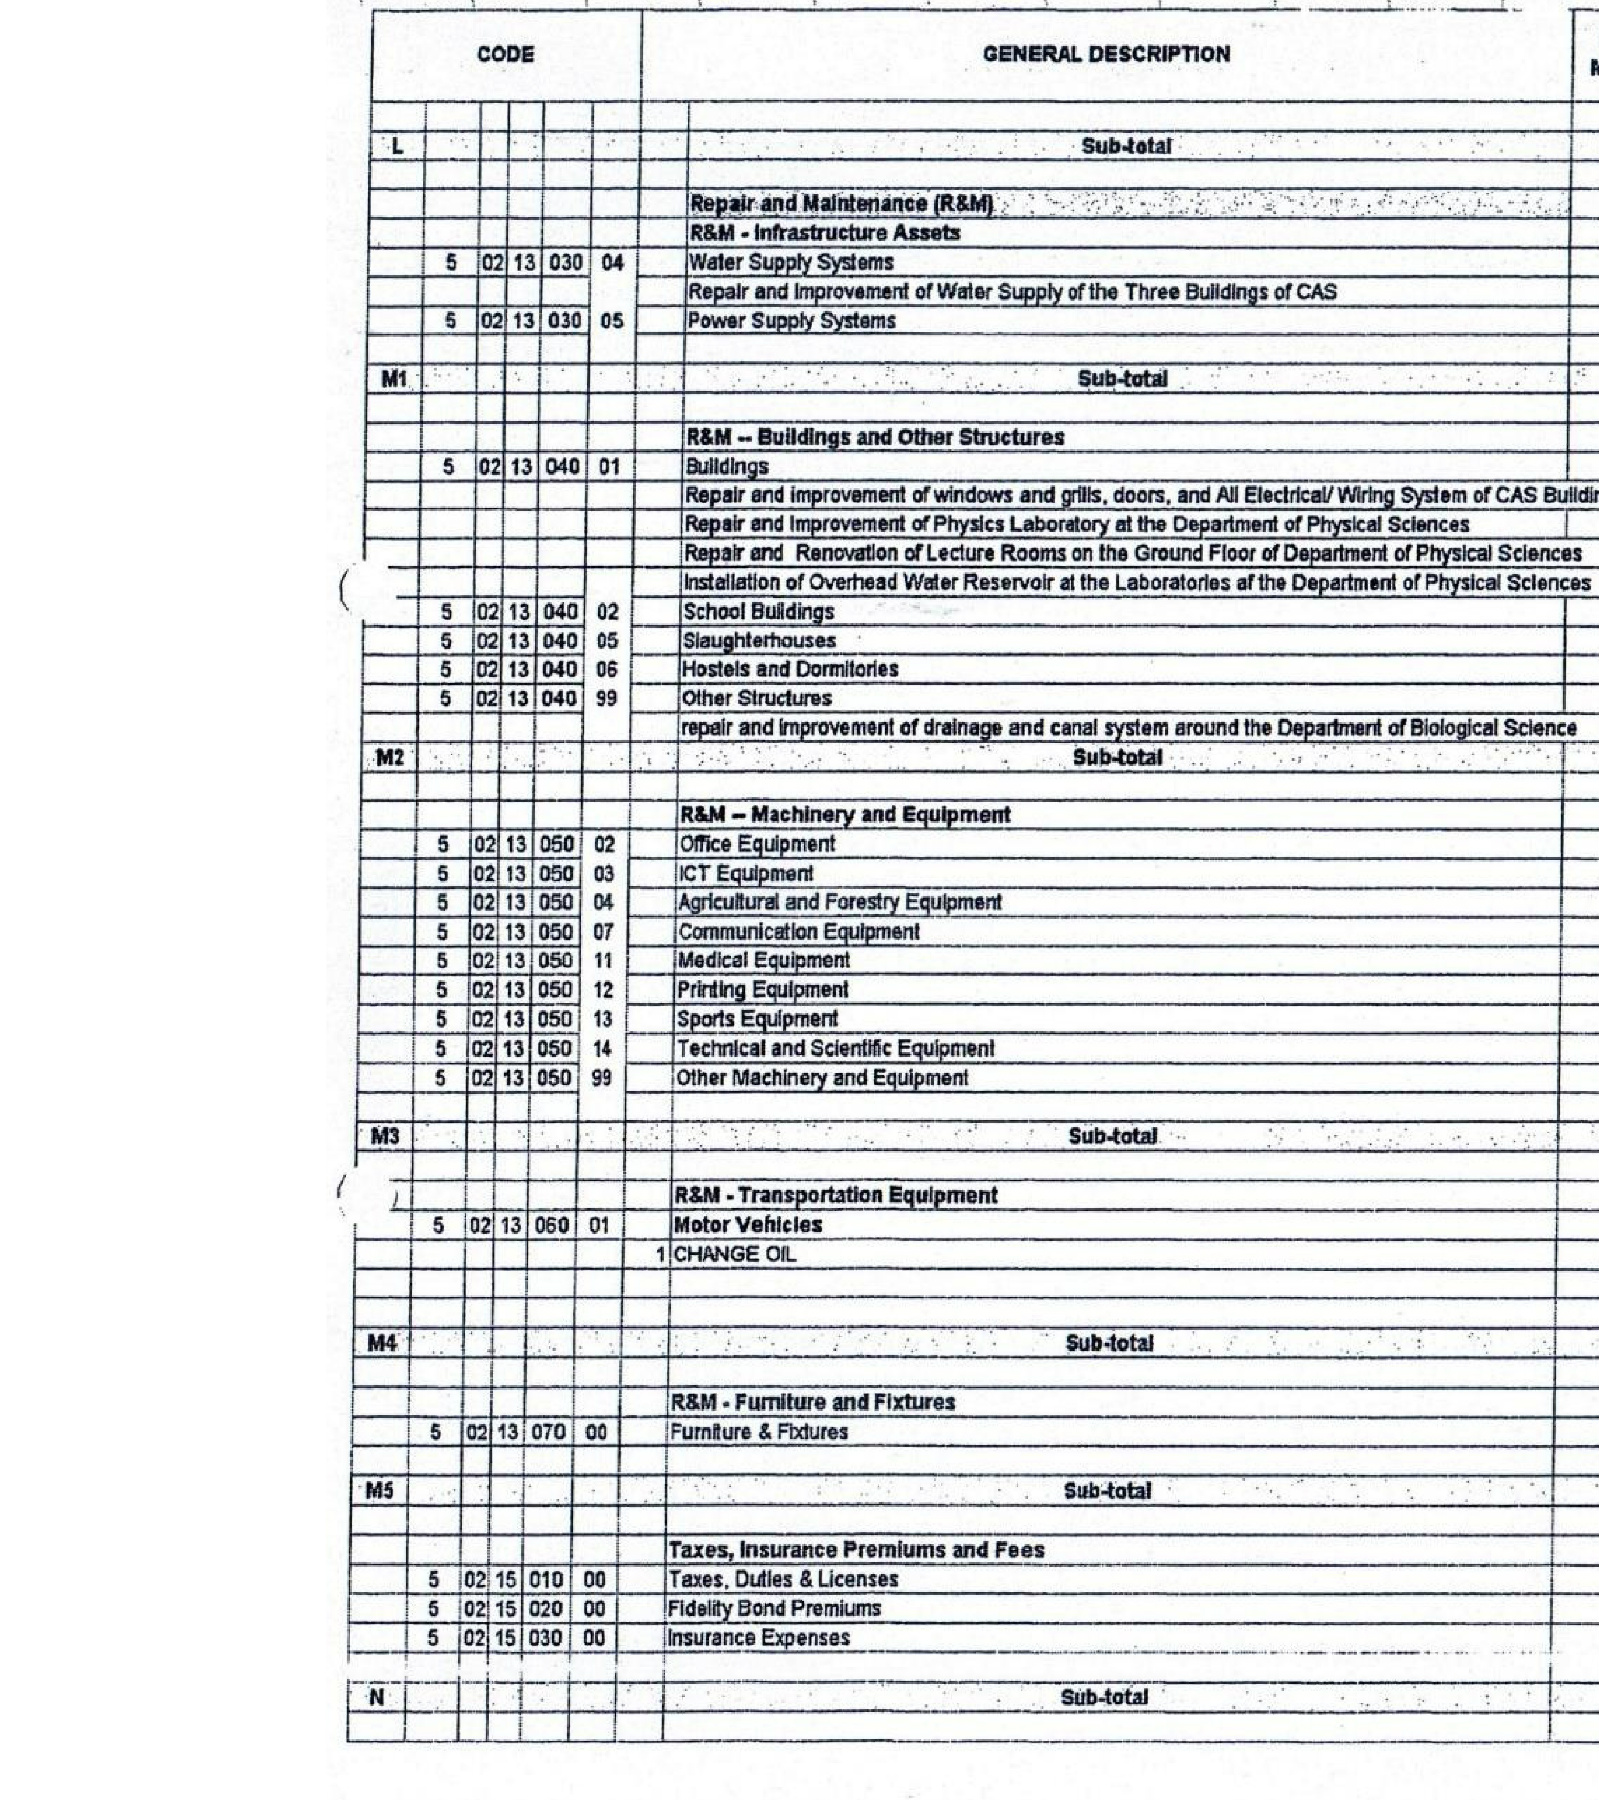 CODE GENERAL DESCRIPTION
L Sub-total
Repair and Maintenance (R&M)
R&M - Infrastructure Assets
5 02 13 030 04 Water Supply Systems
Repair and Improvement of Water Supply of the Three Buildings of CAS
5 02 13 030 05 Power Supply Systems
M1 Sub-total
R&M -- Buildings and Other Structures
5 02 13 040 01 Buildings
Repair and improvement of windows and grills, doors, and All Electrical/ Wiring System of CAS
Repair and Improvement of Physics Laboratory at the Department of Physical Sciences
Repair and Renovation of Lecture Rooms on the Ground Floor of Department of Physical Sciences
Installation of Overhead Water Reservoir at the Laboratories af the Department of Physical Sciences
5 02 13 040 02 School Buildings
5 02 13 040 05 Slaughterhouses
5 02 13 040 06 Hostels and Dormitories
5 02 13 040 99 Other Structures
repair and improvement of drainage and canal system around the Department of Biological Science
M2 Sub-total
R&M -- Machinery and Equipment
5 02 13 050 02 Office Equipment
5 02 13 050 03 ICT Equipment
5 02 13 050 04 Agricultural and Forestry Equipment
5 02 13 050 07 Communication Equipment
5 02 13 050 11 Medical Equipment
5 02 13 050 12 Printing Equipment
5 02 13 050 13 Sports Equipment
5 02 13 050 14 Technical and Scientific Equipment
5 02 13 050 99 Other Machinery and Equipment
M3 Sub-total
R&M - Transportation Equipment
5 02 13 060 01 Motor Vehicles
1 CHANGE OIL
M4 Sub-total
R&M - Furniture and Fixtures
5 02 13 070 00 Furniture & Fixtures
M5 Sub-total
Taxes, Insurance Premiums and Fees
5 02 15 010 00 Taxes, Duties & Licenses
5 02 15 020 00 Fidelity Bond Premiums
5 02 15 030 00 Insurance Expenses
N Sub-total